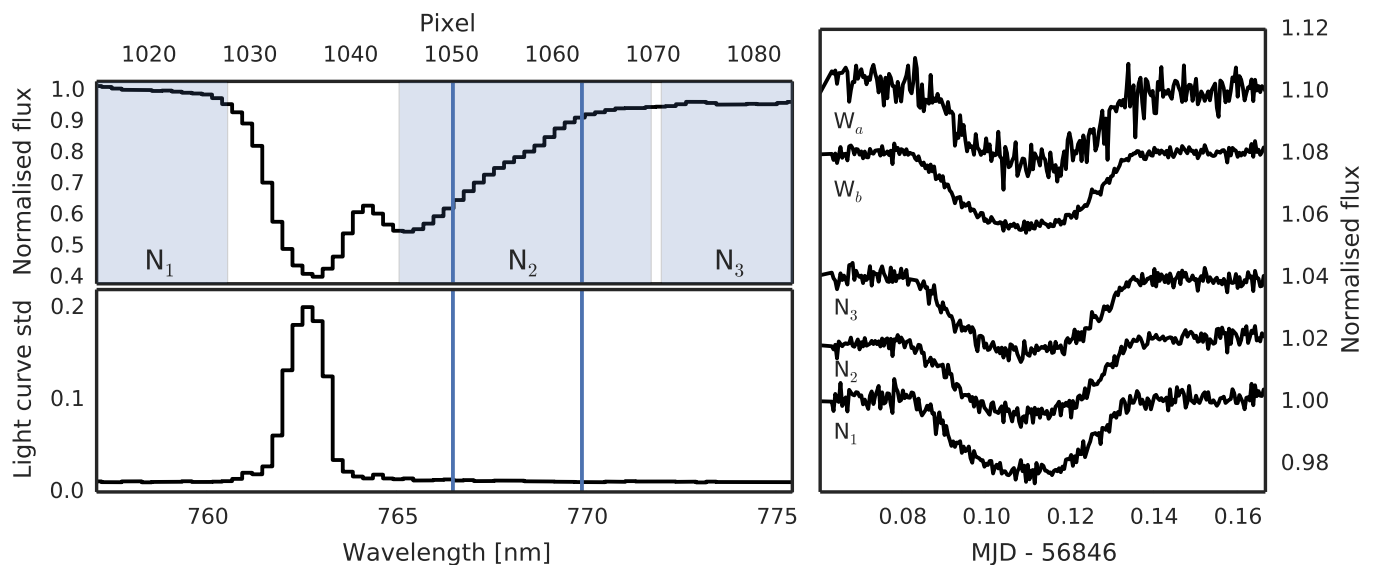 Pixel
1020 1030 1040 1050 1060 1070 1080
Normalised flux
1.0
0.9
0.8
0.7
0.6
0.5
0.4
N₁ N₂ N₃
Light curve std
0.2
0.1
0.0
760 765 770 775
Wavelength [nm]
Wₐ
W_b
N₃
N₂
N₁
1.12
1.10
1.08
1.06
1.04
1.02
1.00
0.98
Normalised flux
0.08 0.10 0.12 0.14 0.16
MJD - 56846